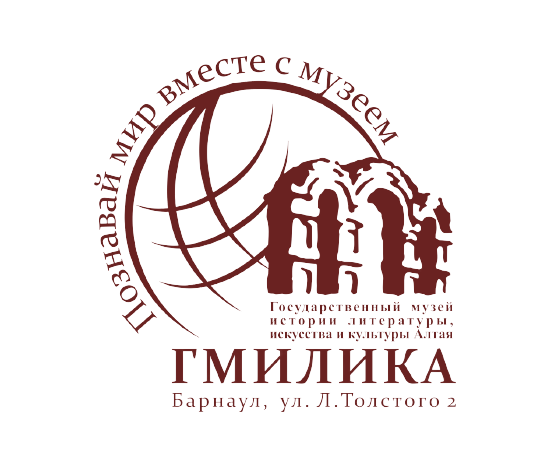 Познавай мир вместе с музеем
Государственный музей
истории литературы,
искусства и культуры Алтая
ГМИЛИКА
Барнаул, ул. Л.Толстого 2